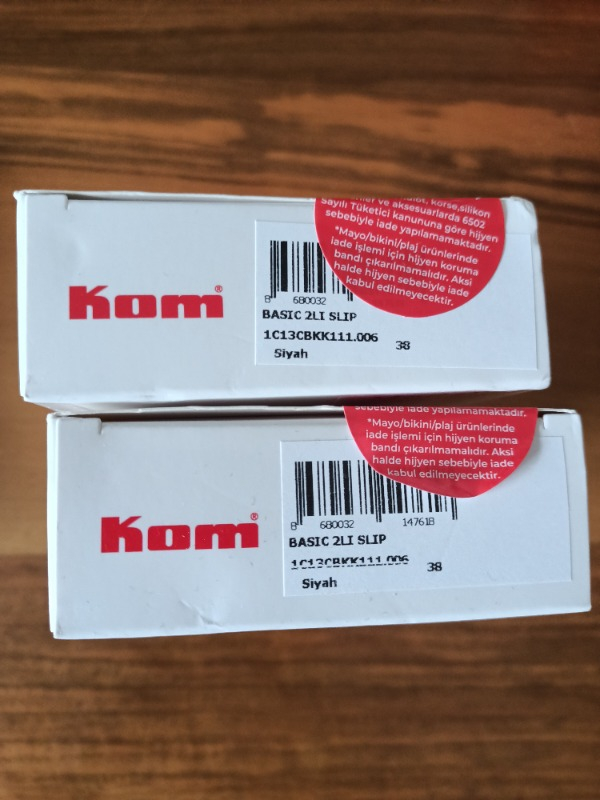 korse,silikon
ve aksesuarlarda 6502
Sayılı Tüketici kanununa göre hijyen
sebebiyle iade yapılamamaktadır.
*Mayo/bikini/plaj ürünlerinde
iade işlemi için hijyen koruma
bandı çıkarılmamalıdır. Aksi
halde hijyen sebebiyle iade
kabul edilmeyecektir.
Kom®
8 680032
BASIC 2LI SLIP
1C13CBKK111.006 38
Siyah
sebebiyle iade yapılamamaktadır.
*Mayo/bikini/plaj ürünlerinde
iade işlemi için hijyen koruma
bandı çıkarılmamalıdır. Aksi
halde hijyen sebebiyle iade
kabul edilmeyecektir.
Kom®
8 680032 147618
BASIC 2LI SLIP
1C13CBKK111.006 38
Siyah